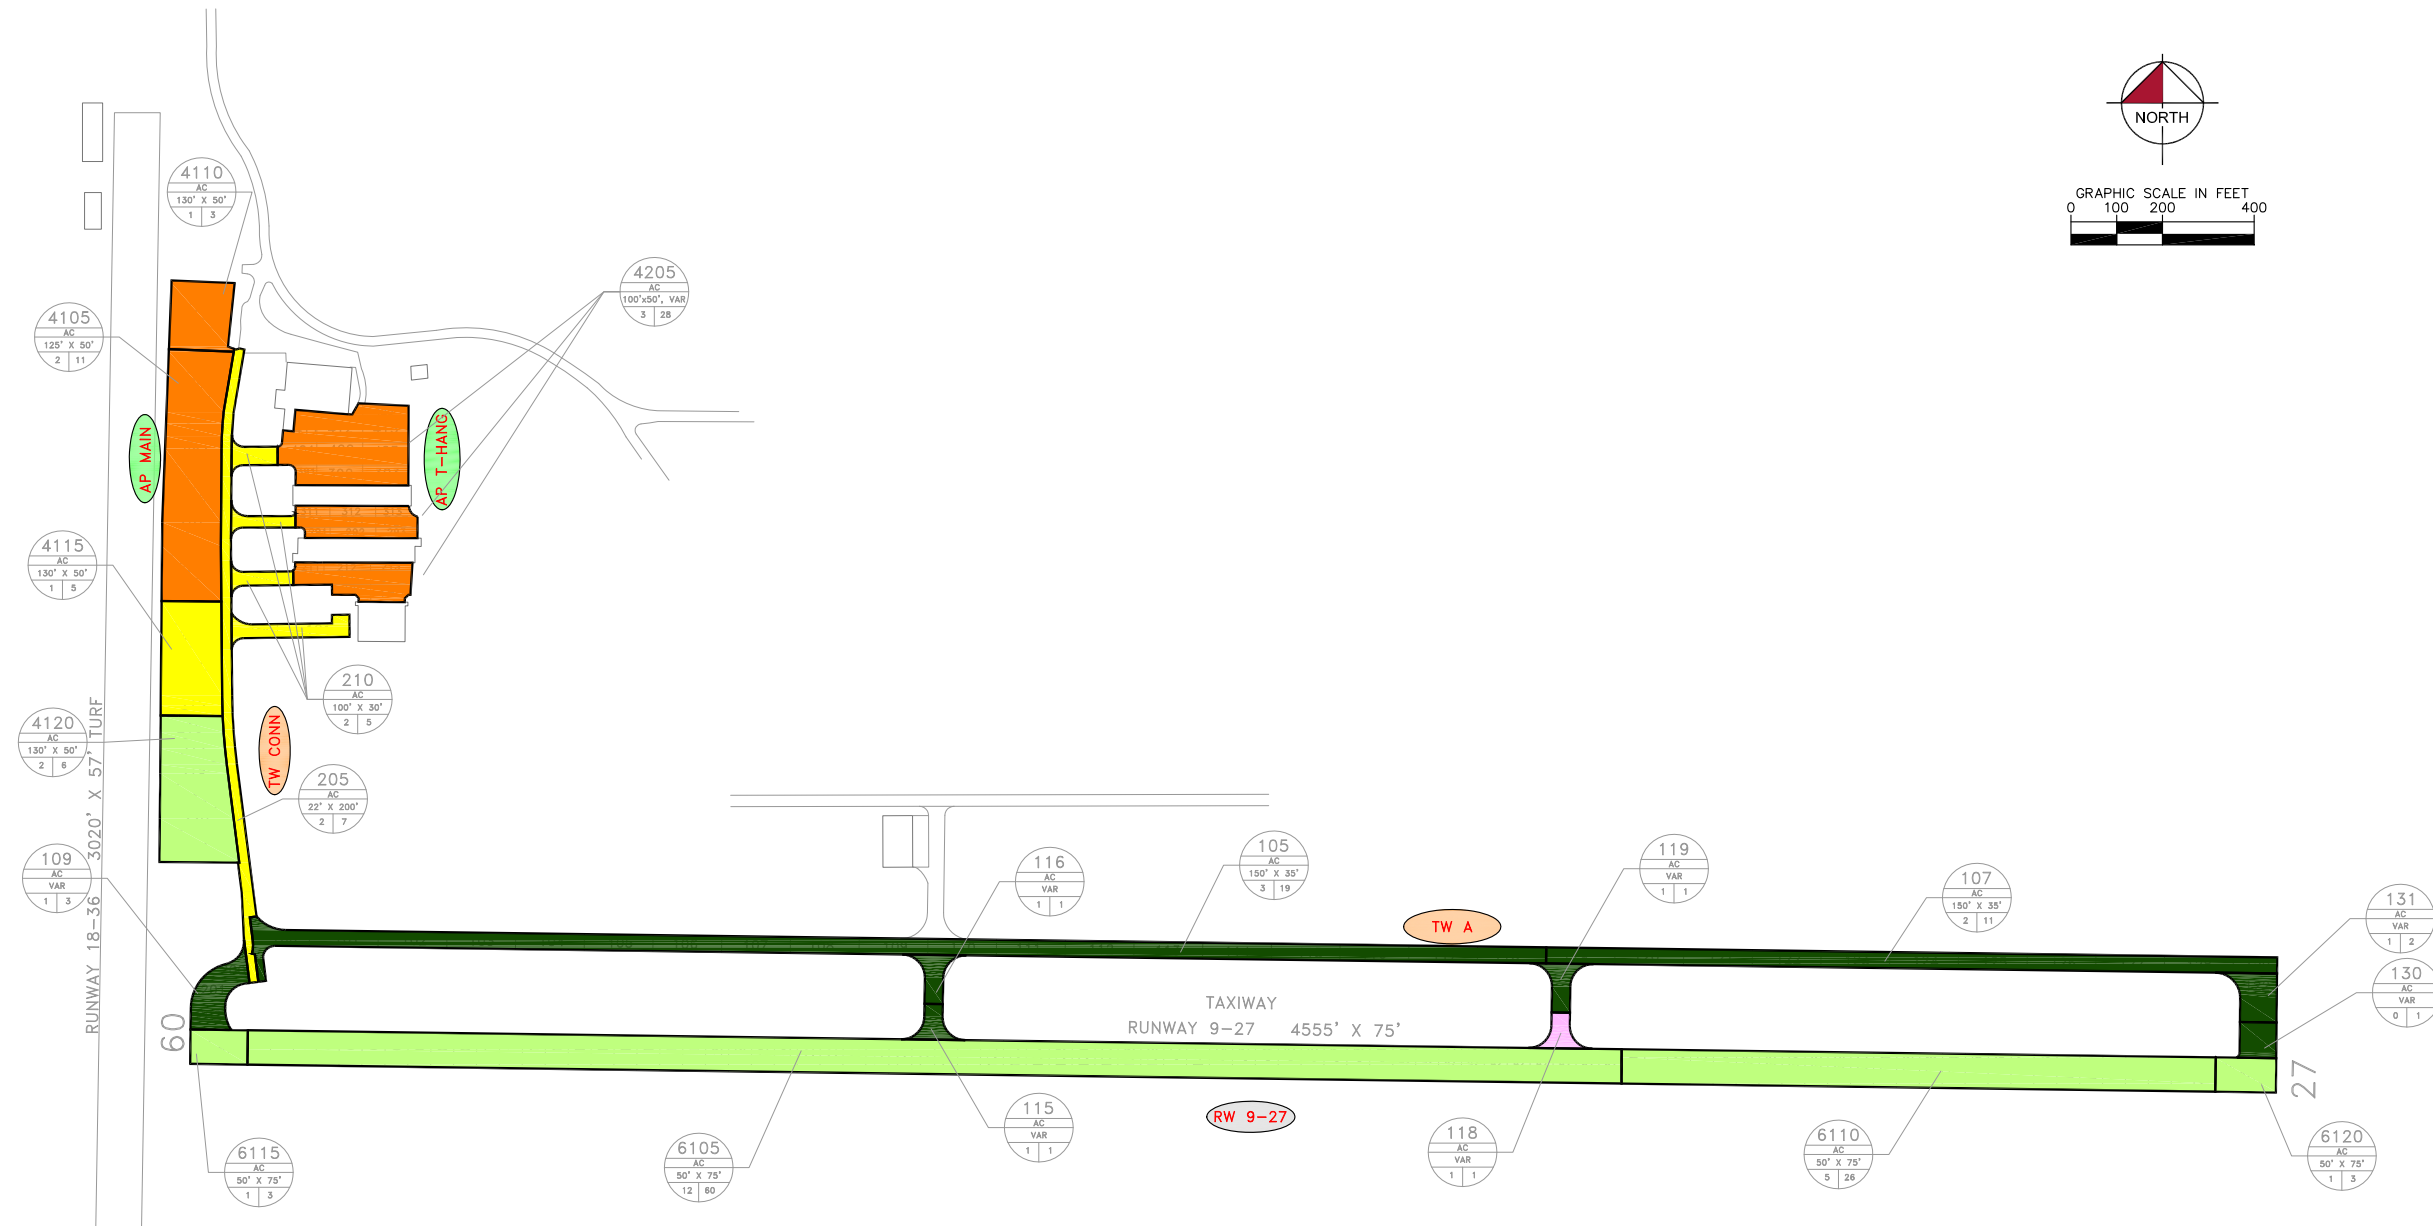 NORTH
GRAPHIC SCALE IN FEET
0 100 200 400
4110
AC
130' X 50'
1 3
4205
AC
100'x50', VAR
3 28
4105
AC
125' X 50'
2 11
AP MAIN
AP T-HANG
4115
AC
130' X 50'
1 5
210
AC
100' X 30'
2 5
4120
AC
130' X 50'
2 6
TW CONN
205
AC
22' X 200'
2 7
RUNWAY 18-36 3020' X 57' TURF
109
AC
VAR
1 3
116
AC
VAR
1 1
105
AC
150' X 35'
3 19
119
AC
VAR
1 1
107
AC
150' X 35'
2 11
131
AC
VAR
1 2
TW A
130
AC
VAR
0 1
TAXIWAY
RUNWAY 9-27 4555' X 75'
09
27
RW 9-27
115
AC
VAR
1 1
118
AC
VAR
1 1
6115
AC
50' X 75'
1 3
6105
AC
50' X 75'
12 60
6110
AC
50' X 75'
5 26
6120
AC
50' X 75'
1 3